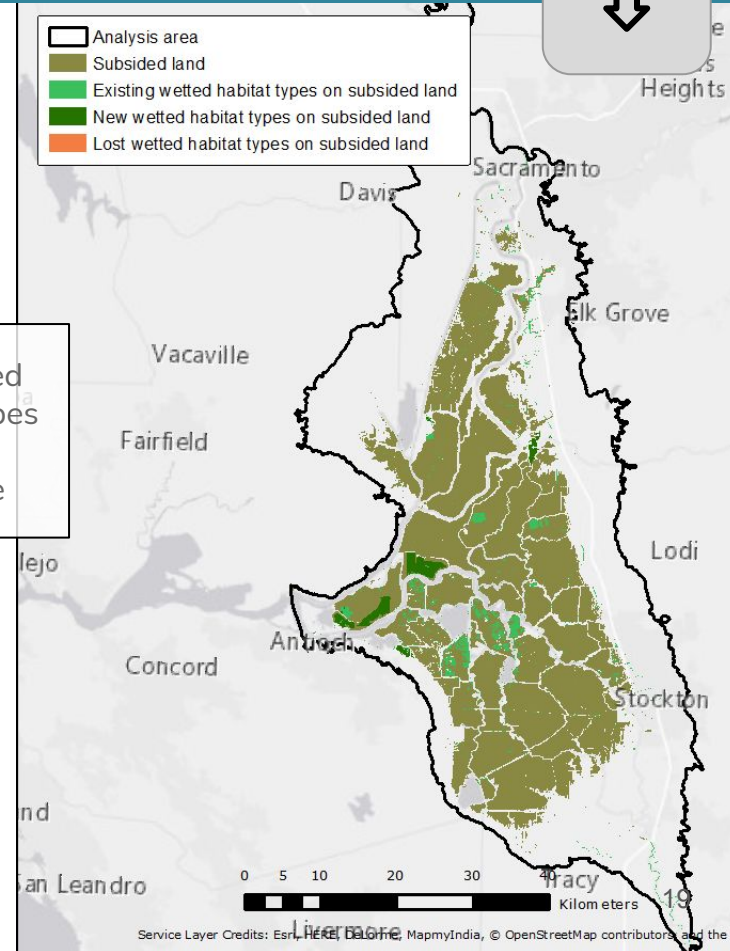 Analysis area
Subsided land
Existing wetted habitat types on subsided land
New wetted habitat types on subsided land
Lost wetted habitat types on subsided land
Heights
Sacramento
Davis
Elk Grove
Vacaville
Fairfield
Lodi
Antioch
Concord
Stockton
San Leandro
0 5 10 20 30 40
Kilometers
Tracy
19
Livermore
Service Layer Credits: Esri, HERE, DeLorme, MapmyIndia, © OpenStreetMap contributors, and the